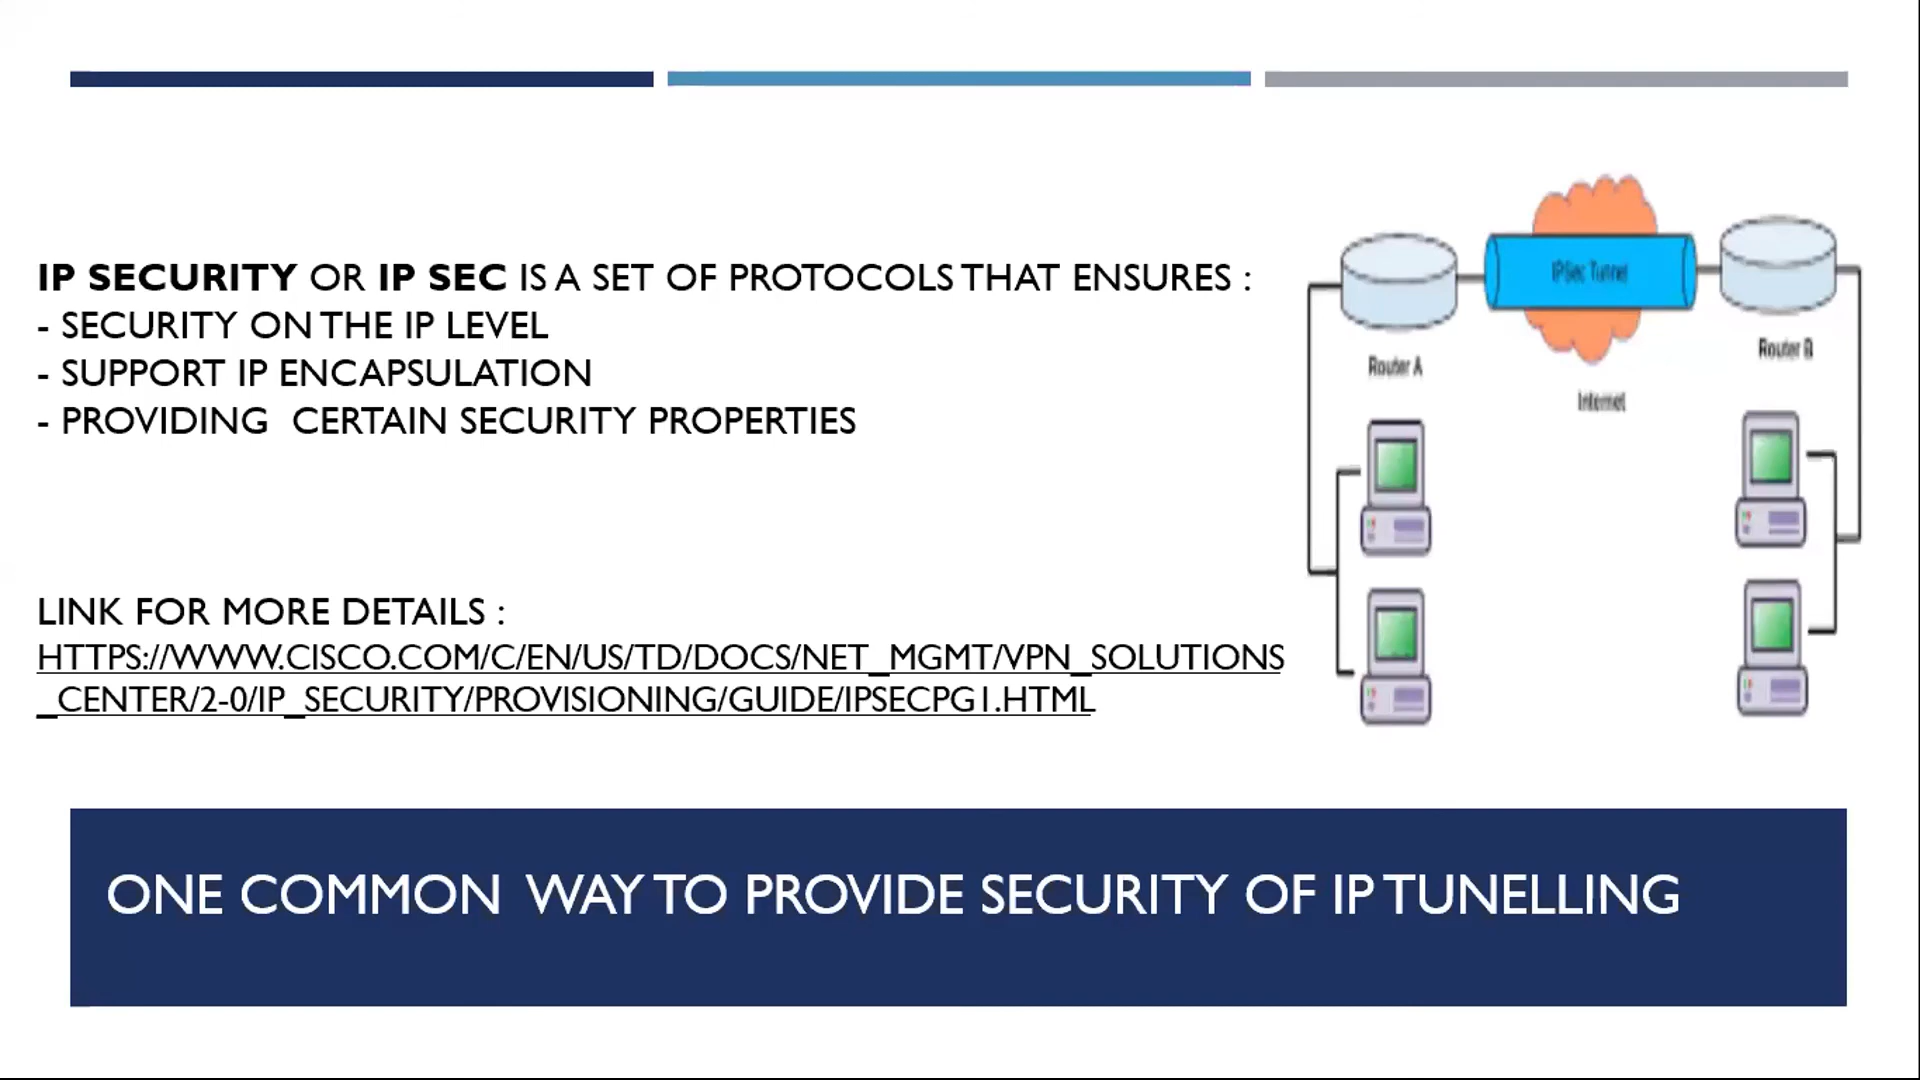 IP SECURITY OR IP SEC IS A SET OF PROTOCOLS THAT ENSURES :
- SECURITY ON THE IP LEVEL
- SUPPORT IP ENCAPSULATION
- PROVIDING CERTAIN SECURITY PROPERTIES
LINK FOR MORE DETAILS :
HTTPS://WWW.CISCO.COM/C/EN/US/TD/DOCS/NET_MGMT/VPN_SOLUTIONS
_CENTER/2-0/IP_SECURITY/PROVISIONING/GUIDE/IPSECPG1.HTML
IPSec Tunnel
Router A
Router B
Internet
ONE COMMON WAY TO PROVIDE SECURITY OF IP TUNELLING